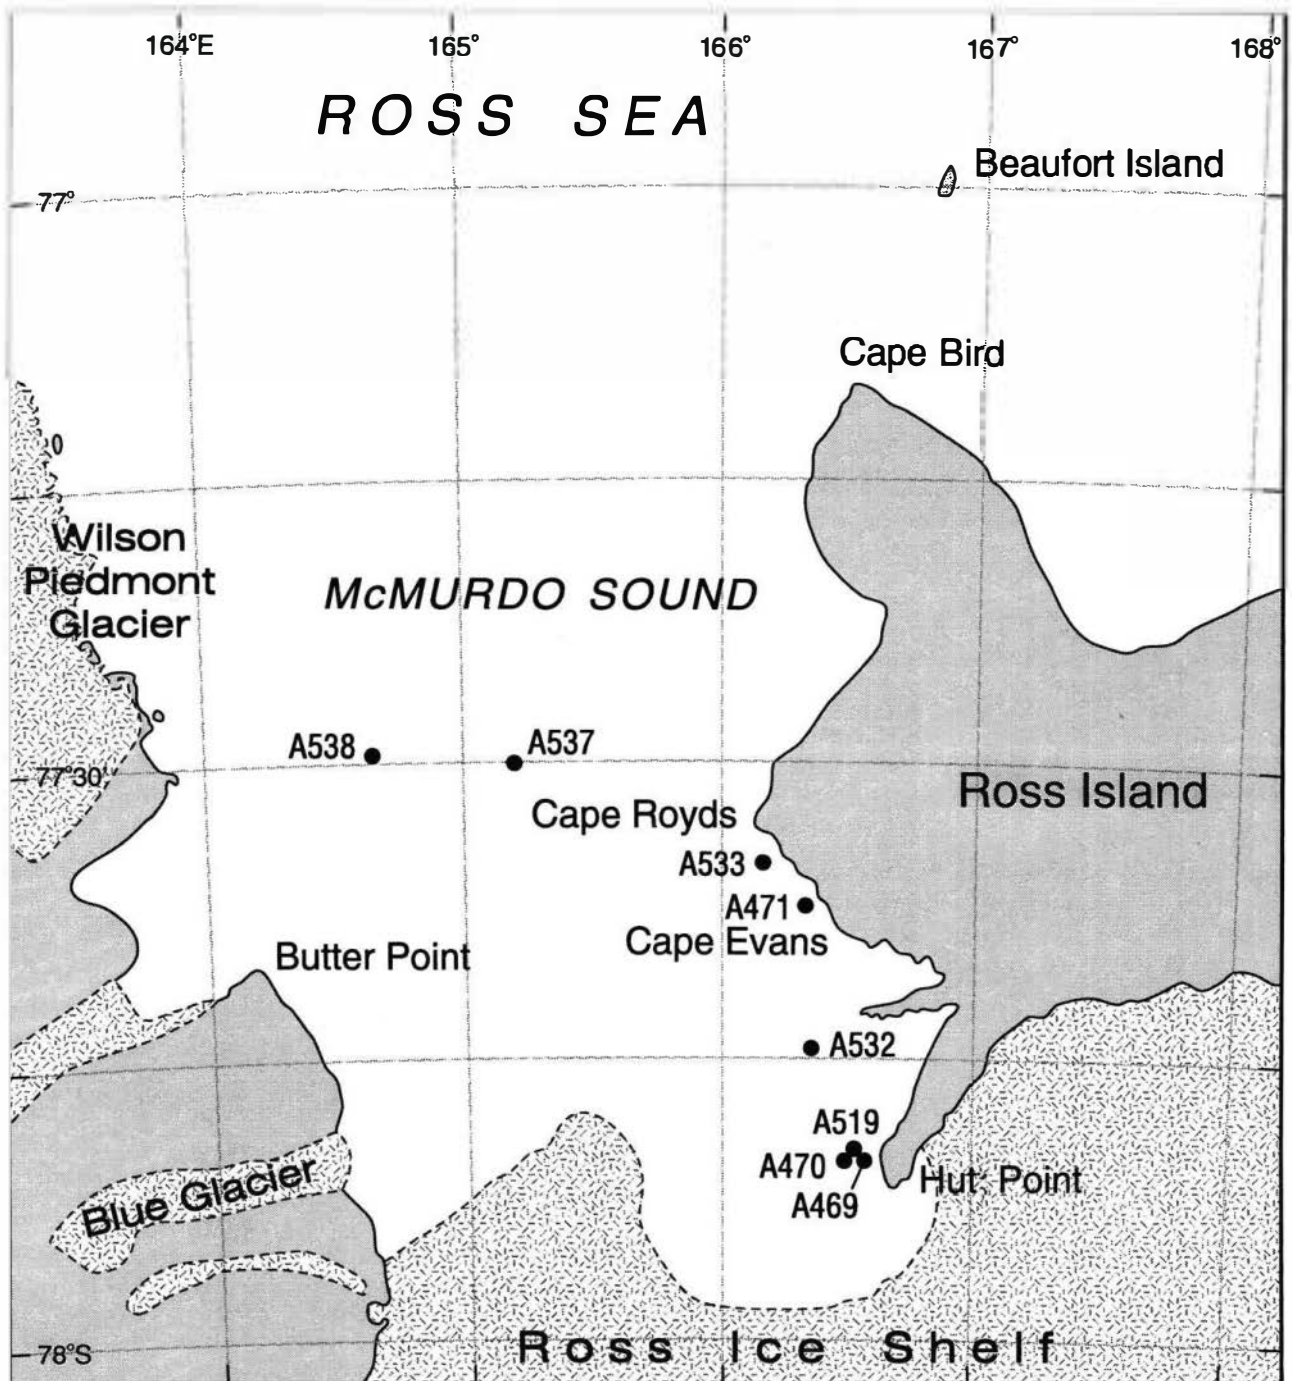 164°E 165° 166° 167° 168°
ROSS SEA
Beaufort Island
77°
Cape Bird
Wilson
Piedmont
Glacier
McMURDO SOUND
A538
A537
77°30'
Ross Island
Cape Royds
A533
A471
Cape Evans
Butter Point
A532
A519
A470
A469
Hut Point
Blue Glacier
78°S
Ross Ice Shelf